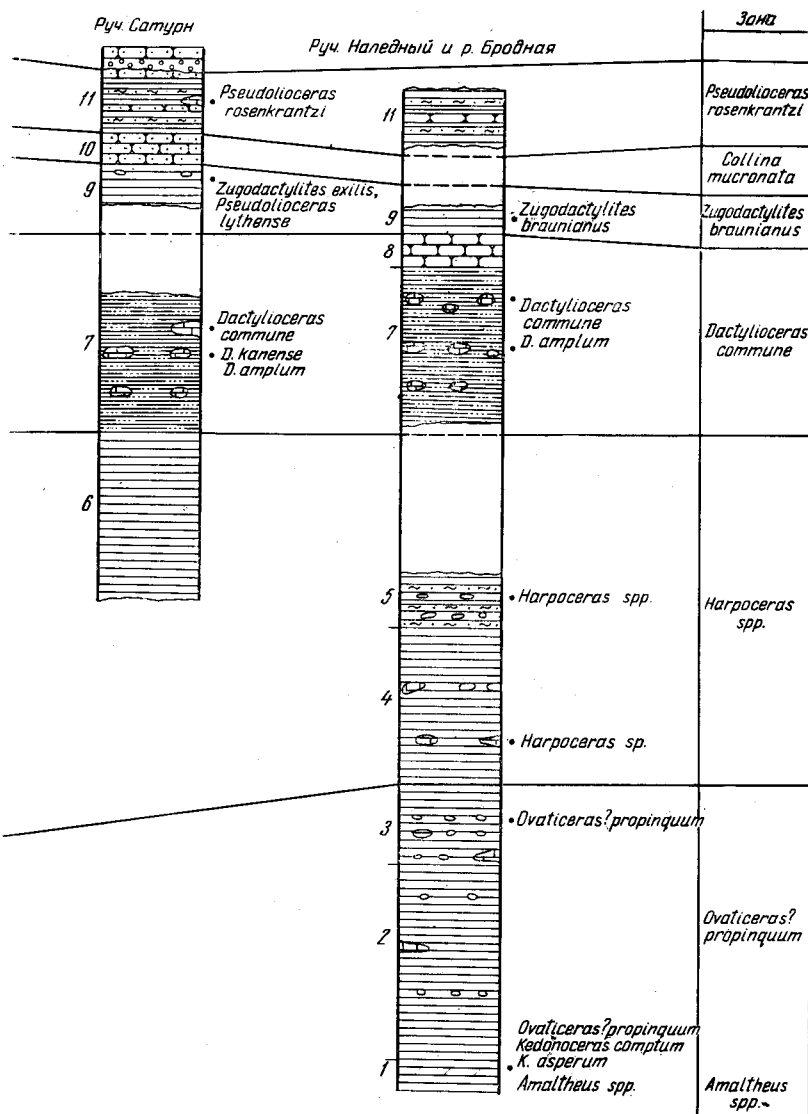 Руч. Сатурн
11
Pseudolioceras
rosenkrantzi
10
9
Zugodactylites exilis,
Pseudolioceras
lythense
7
Dactylioceras
commune
D. kanense
D. amplum
6
Руч. Наледный и р. Бродная
11
9
Zugodactylites
braunianus
8
7
Dactylioceras
commune
D. amplum
5
Harpoceras spp.
4
Harpoceras sp.
3
Ovaticeras? propinquum
2
Ovaticeras? propinquum
Kedonoceras comptum
K. asperum
1
Amaltheus spp.
Зона
Pseudolioceras
rosenkrantzi
Collina
mucronata
Zugodactylites
braunianus
Dactylioceras
commune
Harpoceras
spp.
Ovaticeras?
propinquum
Amaltheus
spp.